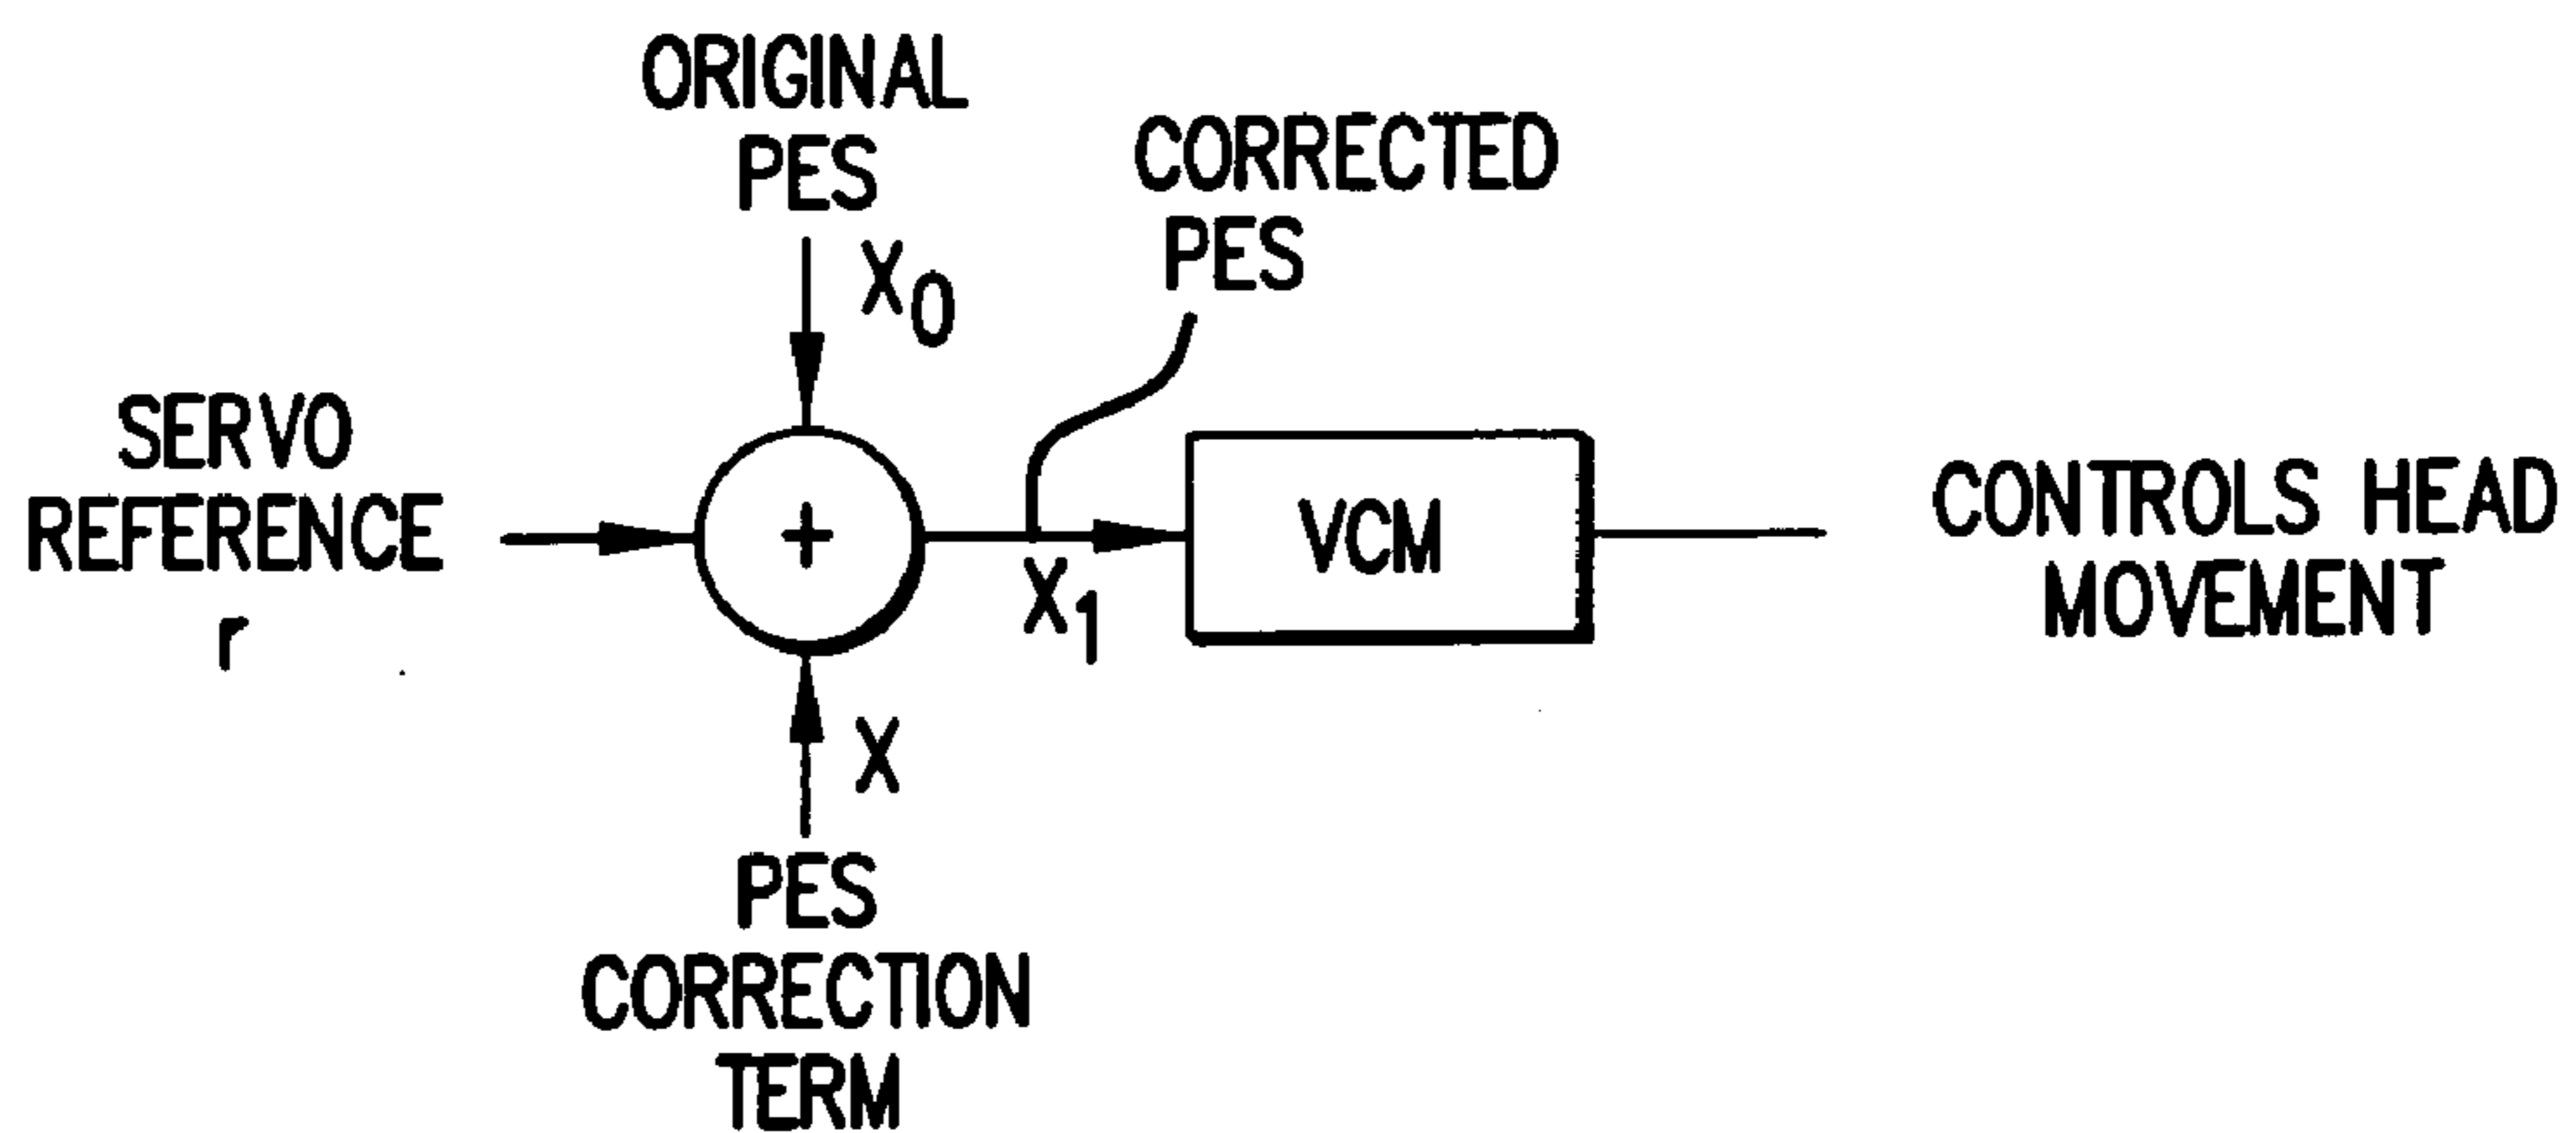 ORIGINAL
PES
X0
CORRECTED
PES
SERVO
REFERENCE
r
+
X1
VCM
CONTROLS HEAD
MOVEMENT
X
PES
CORRECTION
TERM